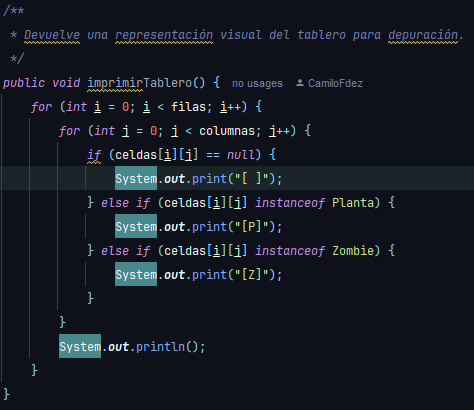 /**
 * Devuelve una representación visual del tablero para depuración.
 */
public void imprimirTablero() {  no usages  CamiloFdez
    for (int i = 0; i < filas; i++) {
        for (int j = 0; j < columnas; j++) {
            if (celdas[i][j] == null) {
                System.out.print("[ ]");
            } else if (celdas[i][j] instanceof Planta) {
                System.out.print("[P]");
            } else if (celdas[i][j] instanceof Zombie) {
                System.out.print("[Z]");
            }
        }
        System.out.println();
    }
}